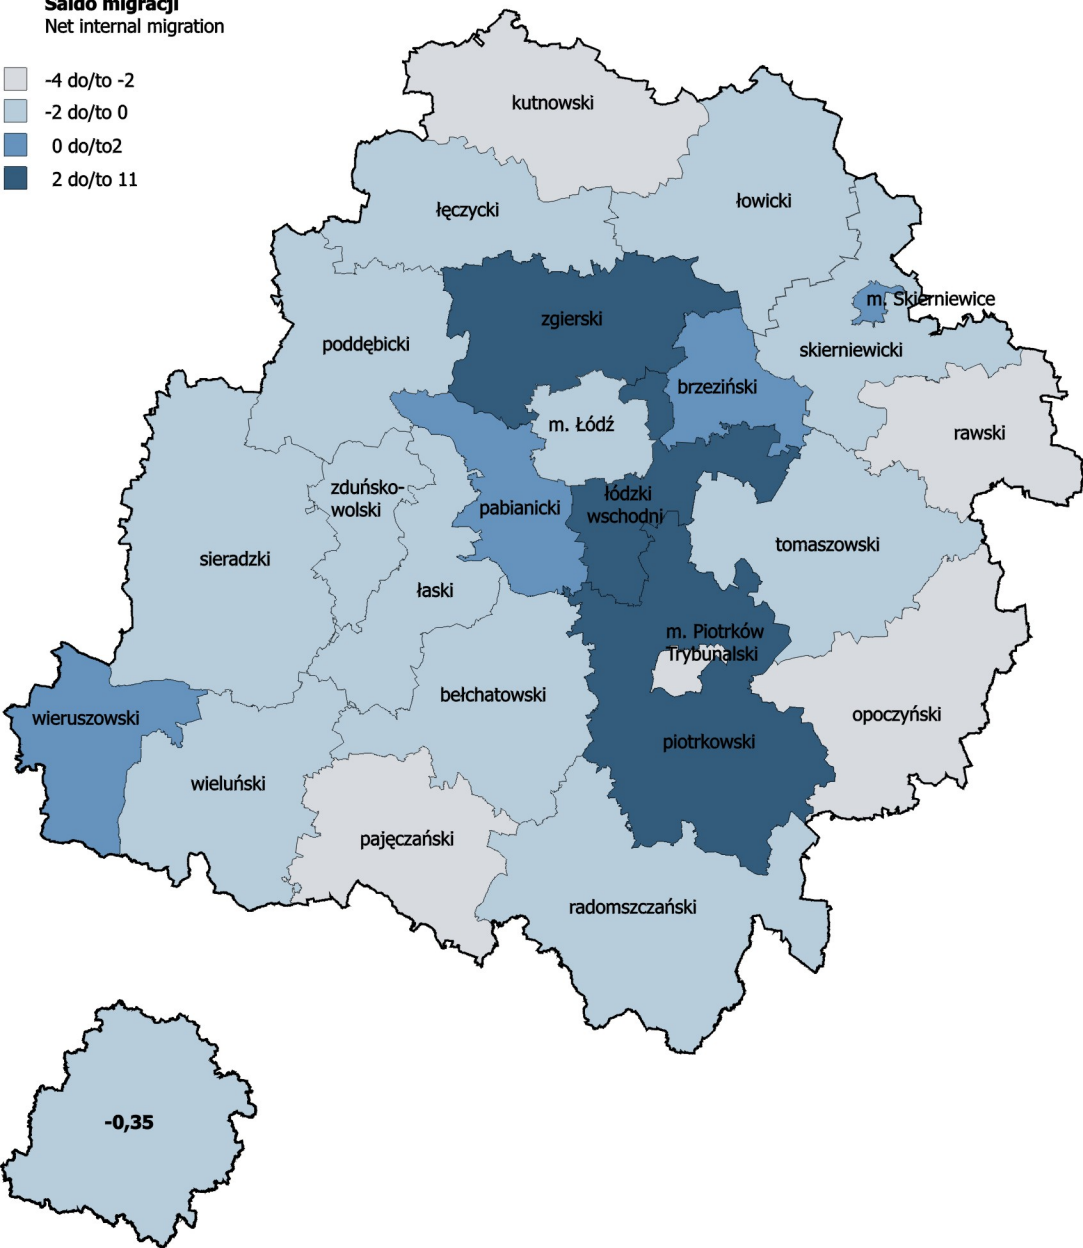 Saldo migracji
Net internal migration
-4 do/to -2
-2 do/to 0
0 do/to2
2 do/to 11
kutnowski
łęczycki
łowicki
m. Skierniewice
zgierski
poddębicki
skierniewicki
brzeziński
m. Łódź
rawski
zduńsko-
wolski
łódzki
wschodni
pabianicki
sieradzki
tomaszowski
łaski
m. Piotrków
Trybunalski
bełchatowski
wieruszowski
opoczyński
piotrkowski
wieluński
pajęczański
radomszczański
-0,35